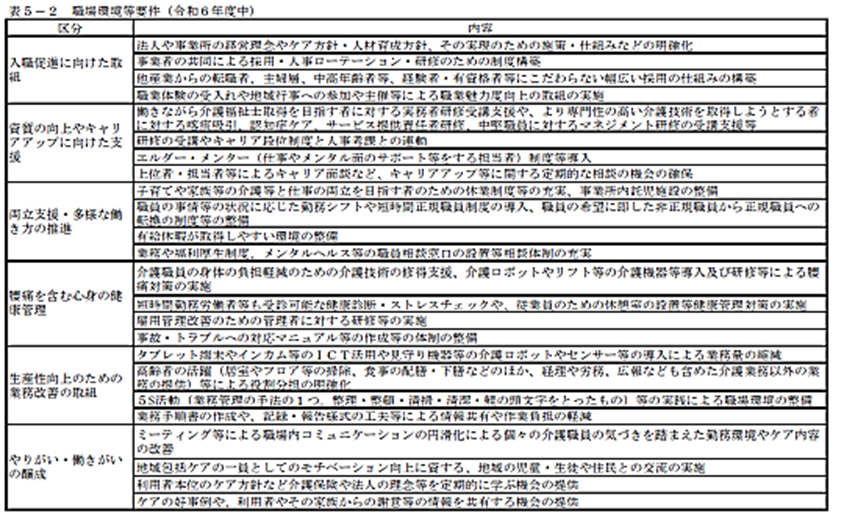 表5－2　職場環境等要件（令和6年度中）
区分
内容
入職促進に向けた取
組
法人や事業所の経営理念やケア方針・人材育成方針、その実現のための施策・仕組みなどの明確化
事業者の共同による採用・人事ローテーション・研修のための制度構築
他産業からの転職者、主婦層、中高年齢者等、経験者・有資格者等にこだわらない幅広い採用の仕組みの構築
職業体験の受入れや地域行事への参加や主催等による職業魅力度向上の取組の実施
資質の向上やキャリ
アアップに向けた支
援
働きながら介護福祉士取得を目指す者に対する実務者研修受講支援や、より専門性の高い介護技術を取得しようとする者
に対する喀痰吸引、認知症ケア、サービス提供責任者研修、中堅職員に対するマネジメント研修の受講支援等
研修の受講やキャリア段位制度と人事考課との連動
エルダー・メンター（仕事やメンタル面のサポート等をする担当者）制度等導入
上位者・担当者等によるキャリア面談など、キャリアアップ等に関する定期的な相談の機会の確保
両立支援・多様な働
き方の推進
子育てや家族等の介護等と仕事の両立を目指す者のための休業制度等の充実、事業所内託児施設の整備
職員の事情等の状況に応じた勤務シフトや短時間正規職員制度の導入、職員の希望に即した非正規職員から正規職員への
転換の制度等の整備
有給休暇が取得しやすい環境の整備
業務や福利厚生制度、メンタルヘルス等の職員相談窓口の設置等相談体制の充実
腰痛を含む心身の健
康管理
介護職員の身体の負担軽減のための介護技術の修得支援、介護ロボットやリフト等の介護機器等導入及び研修等による腰
痛対策の実施
短時間勤務労働者等も受診可能な健康診断・ストレスチェックや、従業員のための休憩室の設置等健康管理対策の実施
雇用管理改善のための管理者に対する研修等の実施
事故・トラブルへの対応マニュアル等の作成等の体制の整備
生産性向上のための
業務改善の取組
タブレット端末やインカム等のＩＣＴ活用や見守り機器等の介護ロボットやセンサー等の導入による業務量の縮減
高齢者の活躍（居室やフロア等の掃除、食事の配膳・下膳などのほか、経理や労務、広報なども含めた介護業務以外の業
務の提供）等による役割分担の明確化
５Ｓ活動（業務管理の手法の１つ。整理・整頓・清掃・清潔・躾の頭文字をとったもの）等の実践による職場環境の整備
業務手順書の作成や、記録・報告様式の工夫等による情報共有や作業負担の軽減
やりがい・働きがい
の醸成
ミーティング等による職場内コミュニケーションの円滑化による個々の介護職員の気づきを踏まえた勤務環境やケア内容
の改善
地域包括ケアの一員としてのモチベーション向上に資する、地域の児童・生徒や住民との交流の実施
利用者本位のケア方針など介護保険や法人の理念等を定期的に学ぶ機会の提供
ケアの好事例や、利用者やその家族からの謝意等の情報を共有する機会の提供